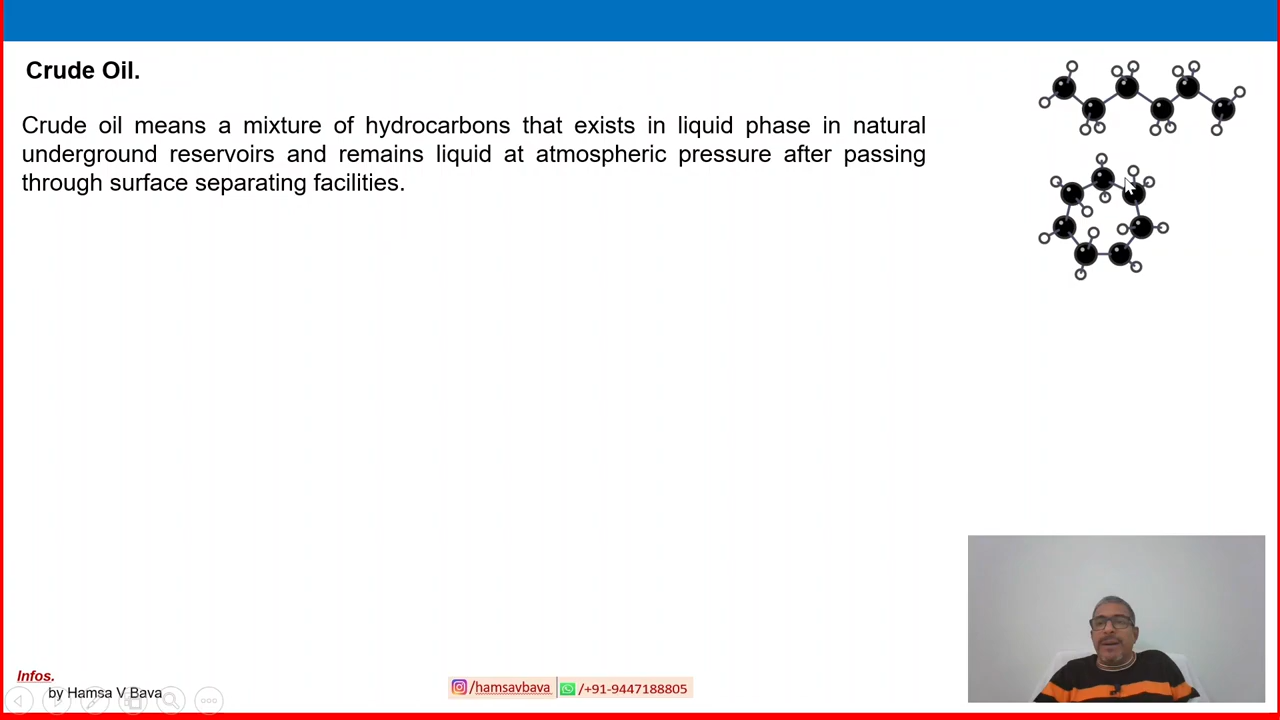 Crude Oil.
Crude oil means a mixture of hydrocarbons that exists in liquid phase in natural
underground reservoirs and remains liquid at atmospheric pressure after passing
through surface separating facilities.
Infos.
by Hamsa V Bava
/hamsavbava /+91-9447188805